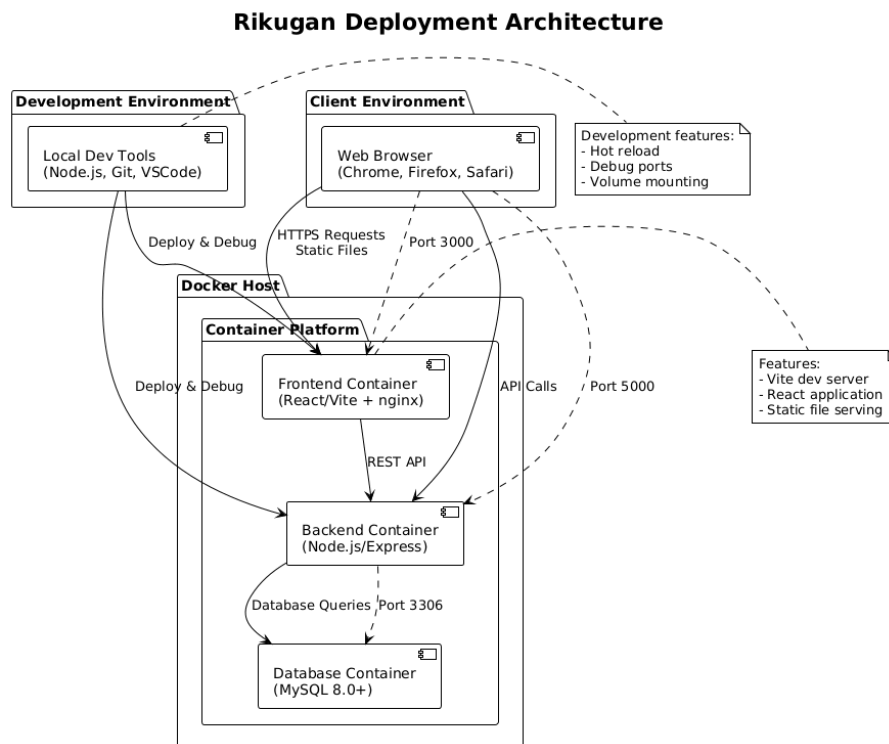 Rikugan Deployment Architecture
Development Environment
Client Environment
Local Dev Tools
(Node.js, Git, VSCode)
Web Browser
(Chrome, Firefox, Safari)
Development features:
- Hot reload
- Debug ports
- Volume mounting
Deploy & Debug
HTTPS Requests
Static Files
Port 3000
Docker Host
Container Platform
Frontend Container
(React/Vite + nginx)
Deploy & Debug
API Calls
Port 5000
Features:
- Vite dev server
- React application
- Static file serving
REST API
Backend Container
(Node.js/Express)
Database Queries
Port 3306
Database Container
(MySQL 8.0+)